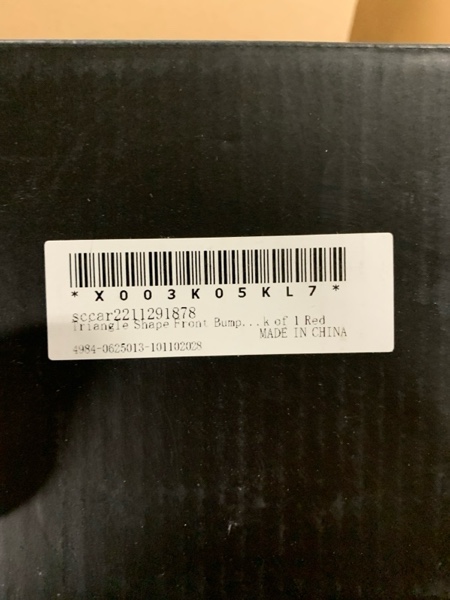 *X003K05KL7*
sccar2211291878
Triangle Shape Front Bump...k of 1 Red
MADE IN CHINA
4984-0625013-101102028